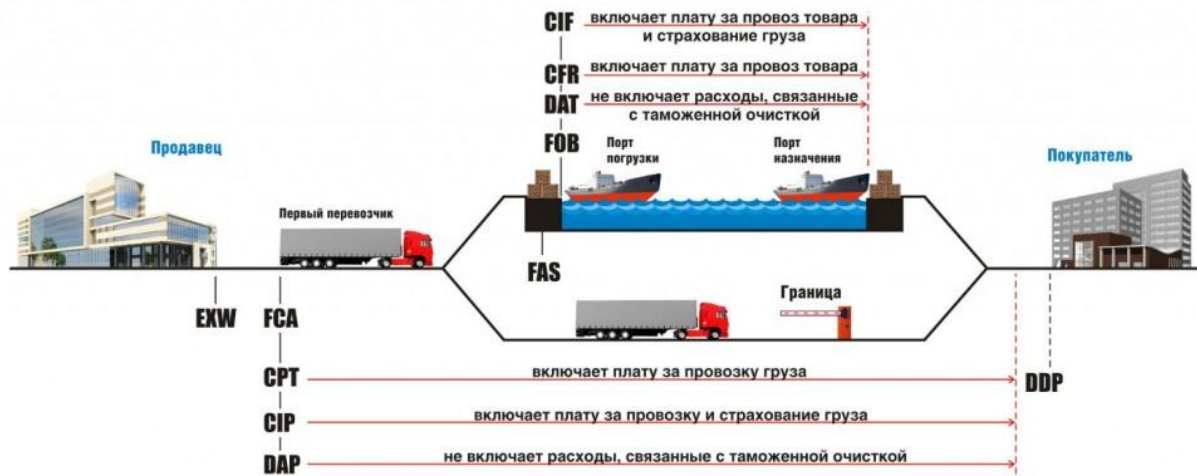 CIF
включает плату за провоз товара
и страхование груза
CFR
включает плату за провоз товара
DAT
не включает расходы, связанные
с таможенной очисткой
FOB
Порт
погрузки
Порт
назначения
Продавец
Покупатель
Первый перевозчик
FAS
EXW
FCA
Граница
CPT
включает плату за провозку груза
DDP
CIP
включает плату за провозку и страхование груза
DAP
не включает расходы, связанные с таможенной очисткой